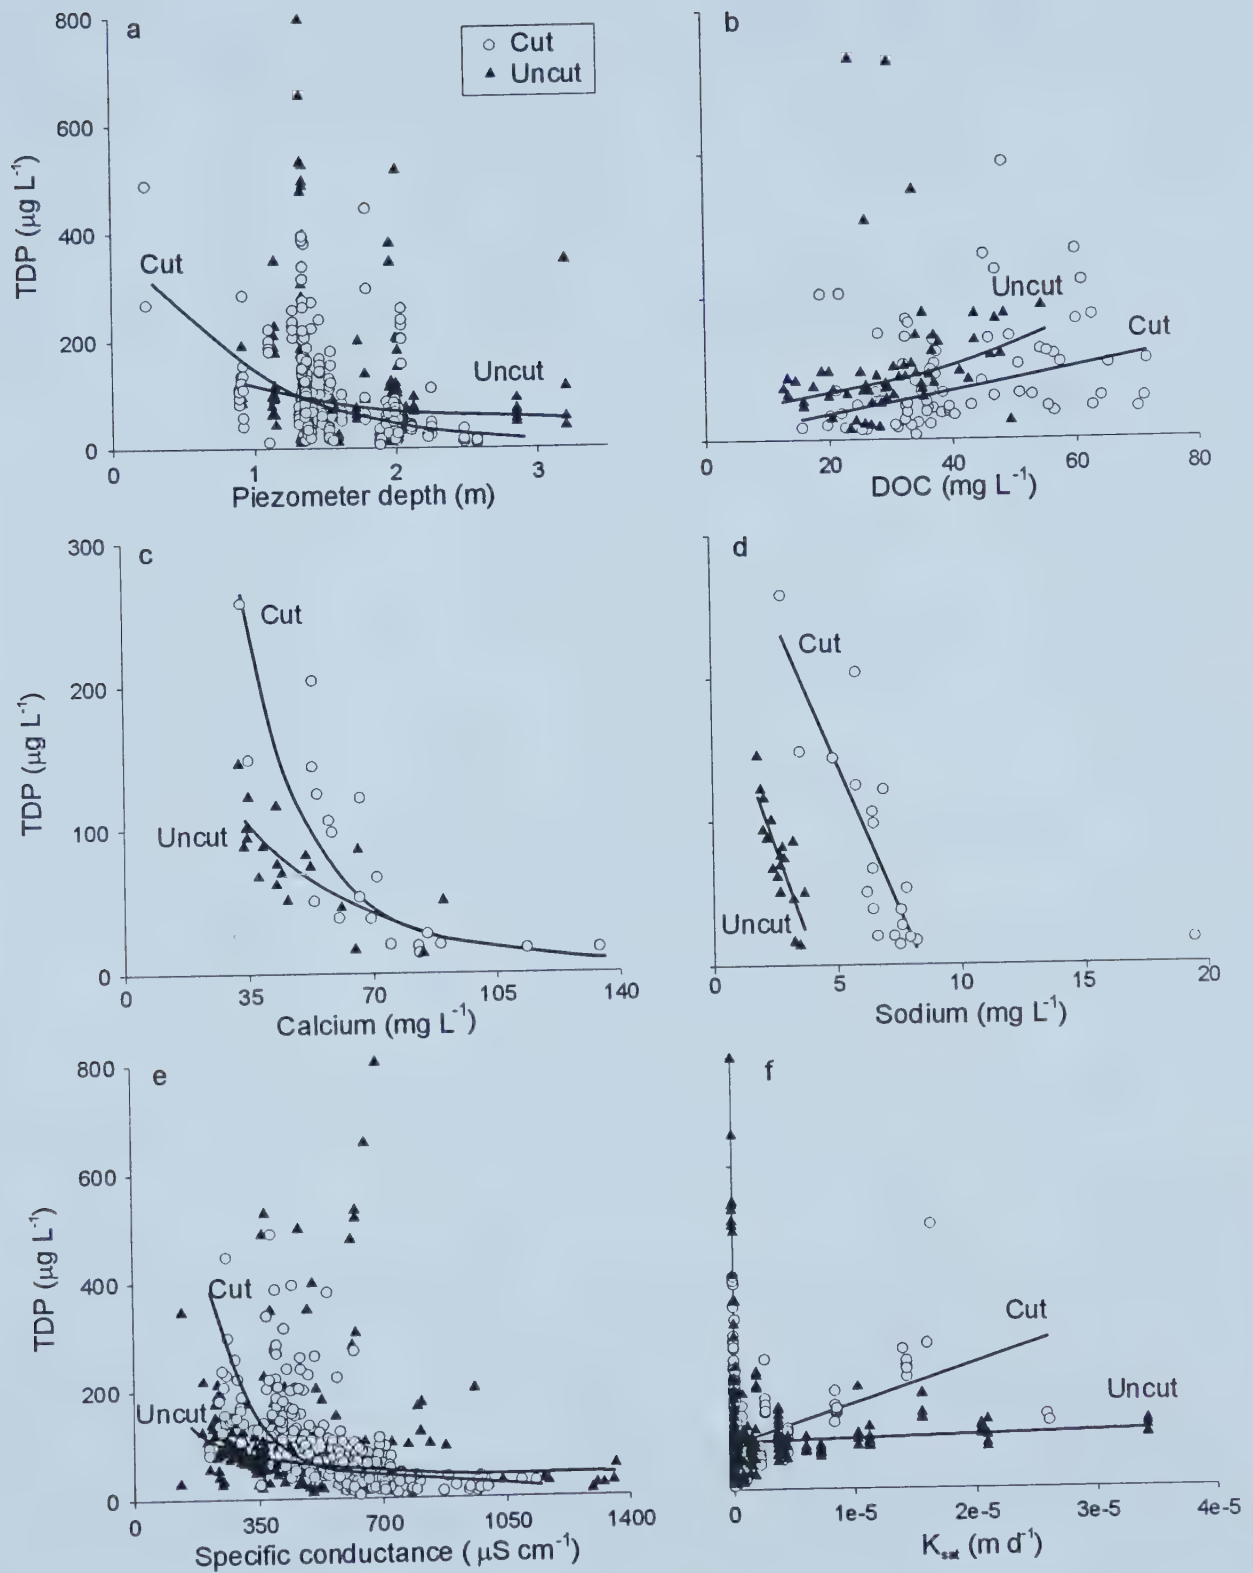 a
Cut
Uncut
800
600
400
200
0
TDP (μg L⁻¹)
Cut
Uncut
0 1 2 3
Piezometer depth (m)
b
Uncut
Cut
0 20 40 60 80
DOC (mg L⁻¹)
c
300
200
100
0
TDP (μg L⁻¹)
Cut
Uncut
0 35 70 105 140
Calcium (mg L⁻¹)
d
Cut
Uncut
0 5 10 15 20
Sodium (mg L⁻¹)
e
800
600
400
200
0
TDP (μg L⁻¹)
Cut
Uncut
0 350 700 1050 1400
Specific conductance ( μS cm⁻¹)
f
Cut
Uncut
0 1e-5 2e-5 3e-5 4e-5
Ksat (m d⁻¹)